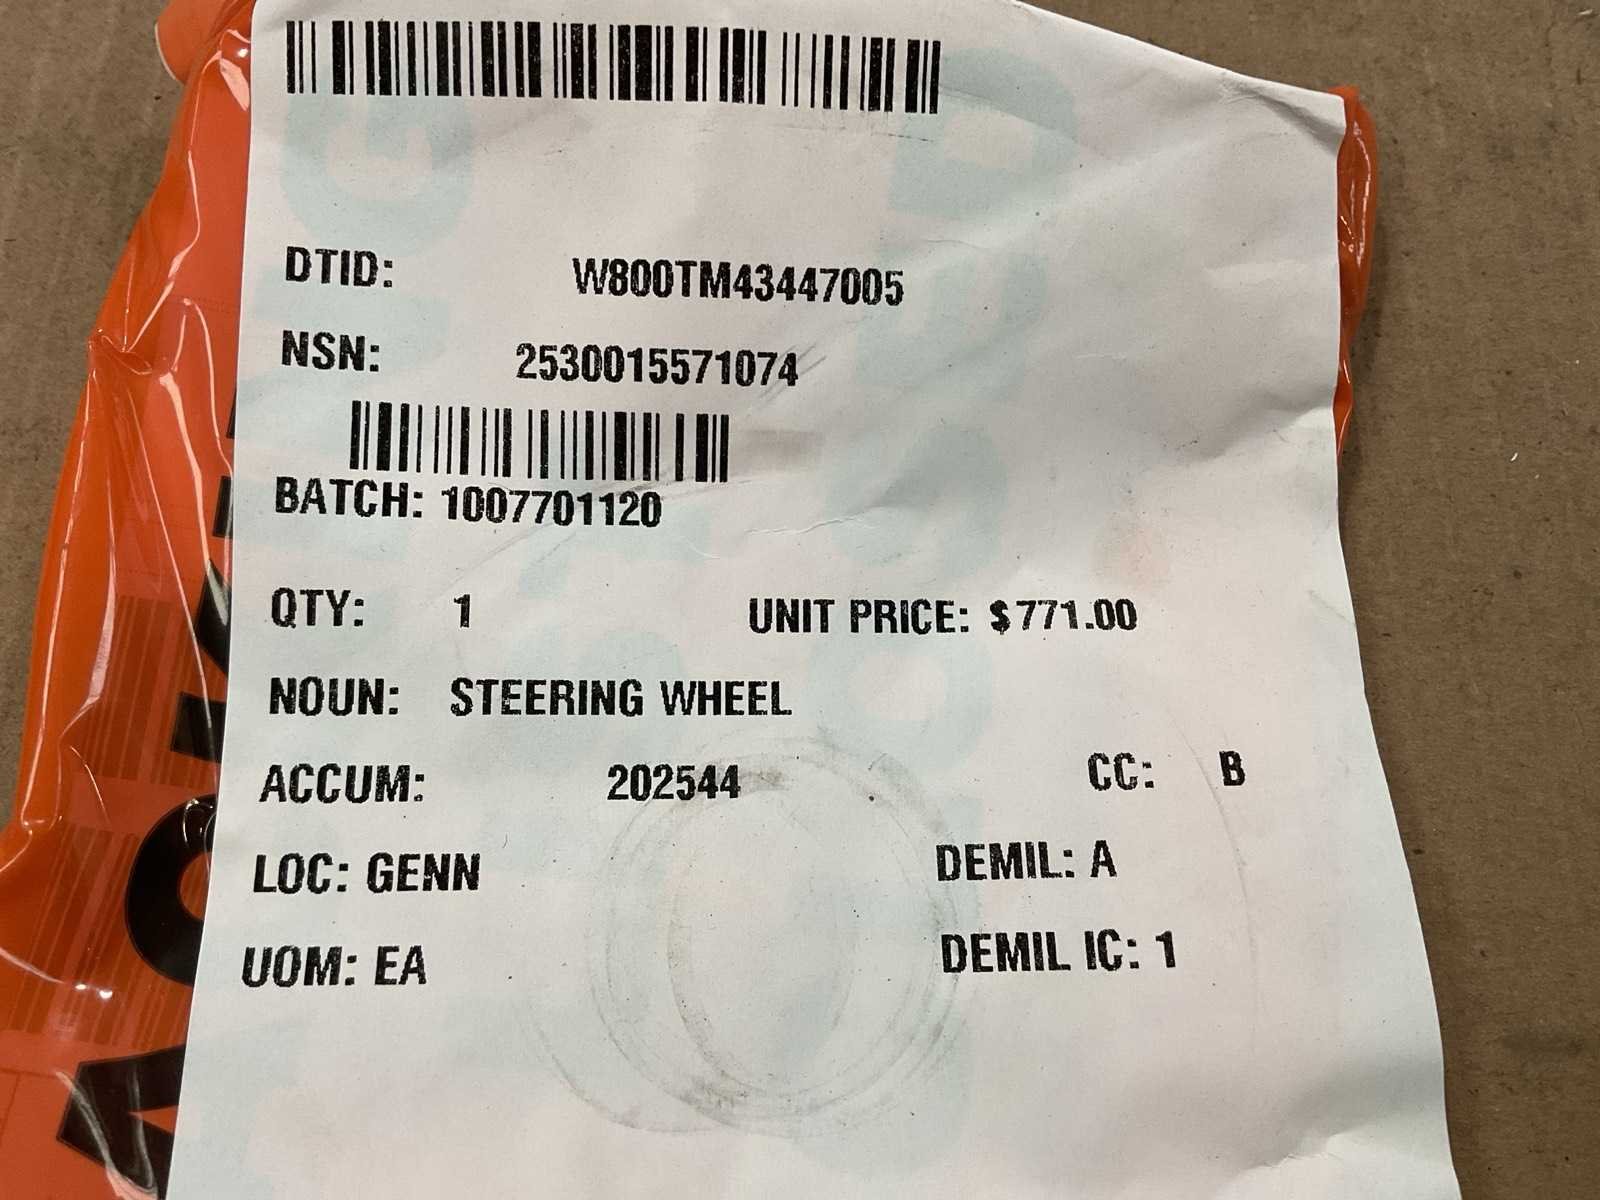 DTID: W800TM43447005
NSN: 2530015571074
BATCH: 1007701120
QTY: 1 UNIT PRICE: $771.00
NOUN: STEERING WHEEL
ACCUM: 202544 CC: B
LOC: GENN DEMIL: A
UOM: EA DEMIL IC: 1